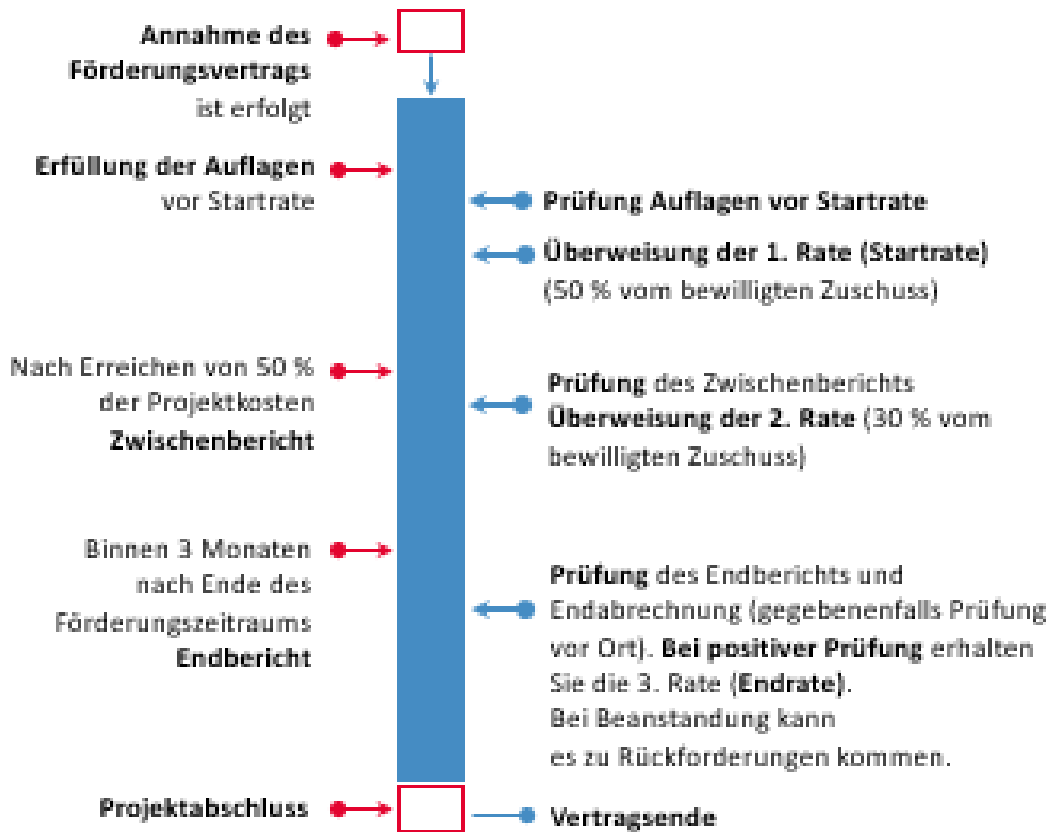 Annahme des
Förderungsvertrags
ist erfolgt
Erfüllung der Auflagen
vor Startrate
Prüfung Auflagen vor Startrate
Überweisung der 1. Rate (Startrate)
(50 % vom bewilligten Zuschuss)
Nach Erreichen von 50 %
der Projektkosten
Zwischenbericht
Prüfung des Zwischenberichts
Überweisung der 2. Rate (30 % vom
bewilligten Zuschuss)
Binnen 3 Monaten
nach Ende des
Förderungszeitraums
Endbericht
Prüfung des Endberichts und
Endabrechnung (gegebenenfalls Prüfung
vor Ort). Bei positiver Prüfung erhalten
Sie die 3. Rate (Endrate).
Bei Beanstandung kann
es zu Rückforderungen kommen.
Projektabschluss
Vertragsende